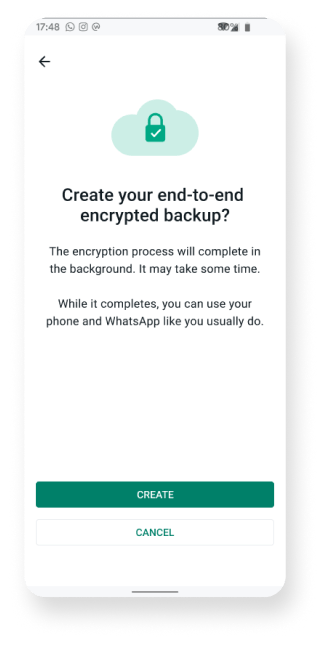 17:48
Create your end-to-end
encrypted backup?
The encryption process will complete in
the background. It may take some time.
While it completes, you can use your
phone and WhatsApp like you usually do.
CREATE
CANCEL